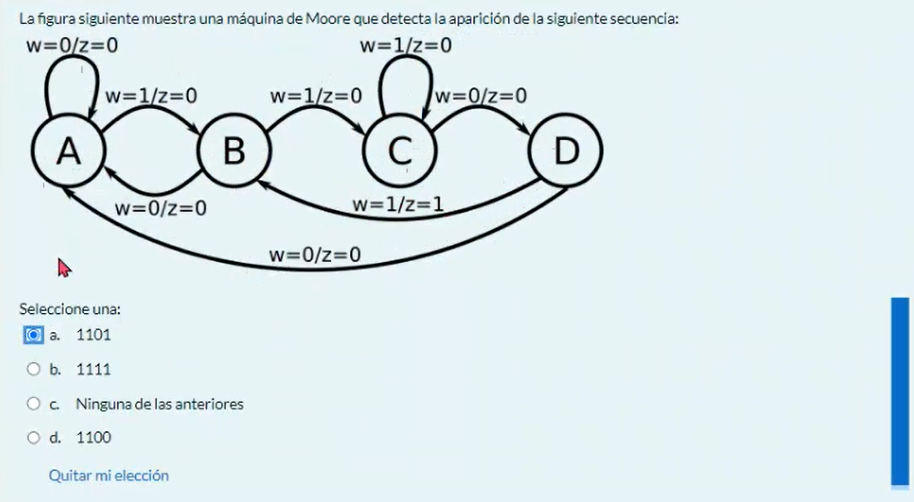 La figura siguiente muestra una máquina de Moore que detecta la aparición de la siguiente secuencia:
w=0/z=0
w=1/z=0
w=1/z=0
w=1/z=0
w=0/z=0
A
B
C
D
w=0/z=0
w=1/z=1
w=0/z=0
Seleccione una:
a. 1101
b. 1111
c. Ninguna de las anteriores
d. 1100
Quitar mi elección